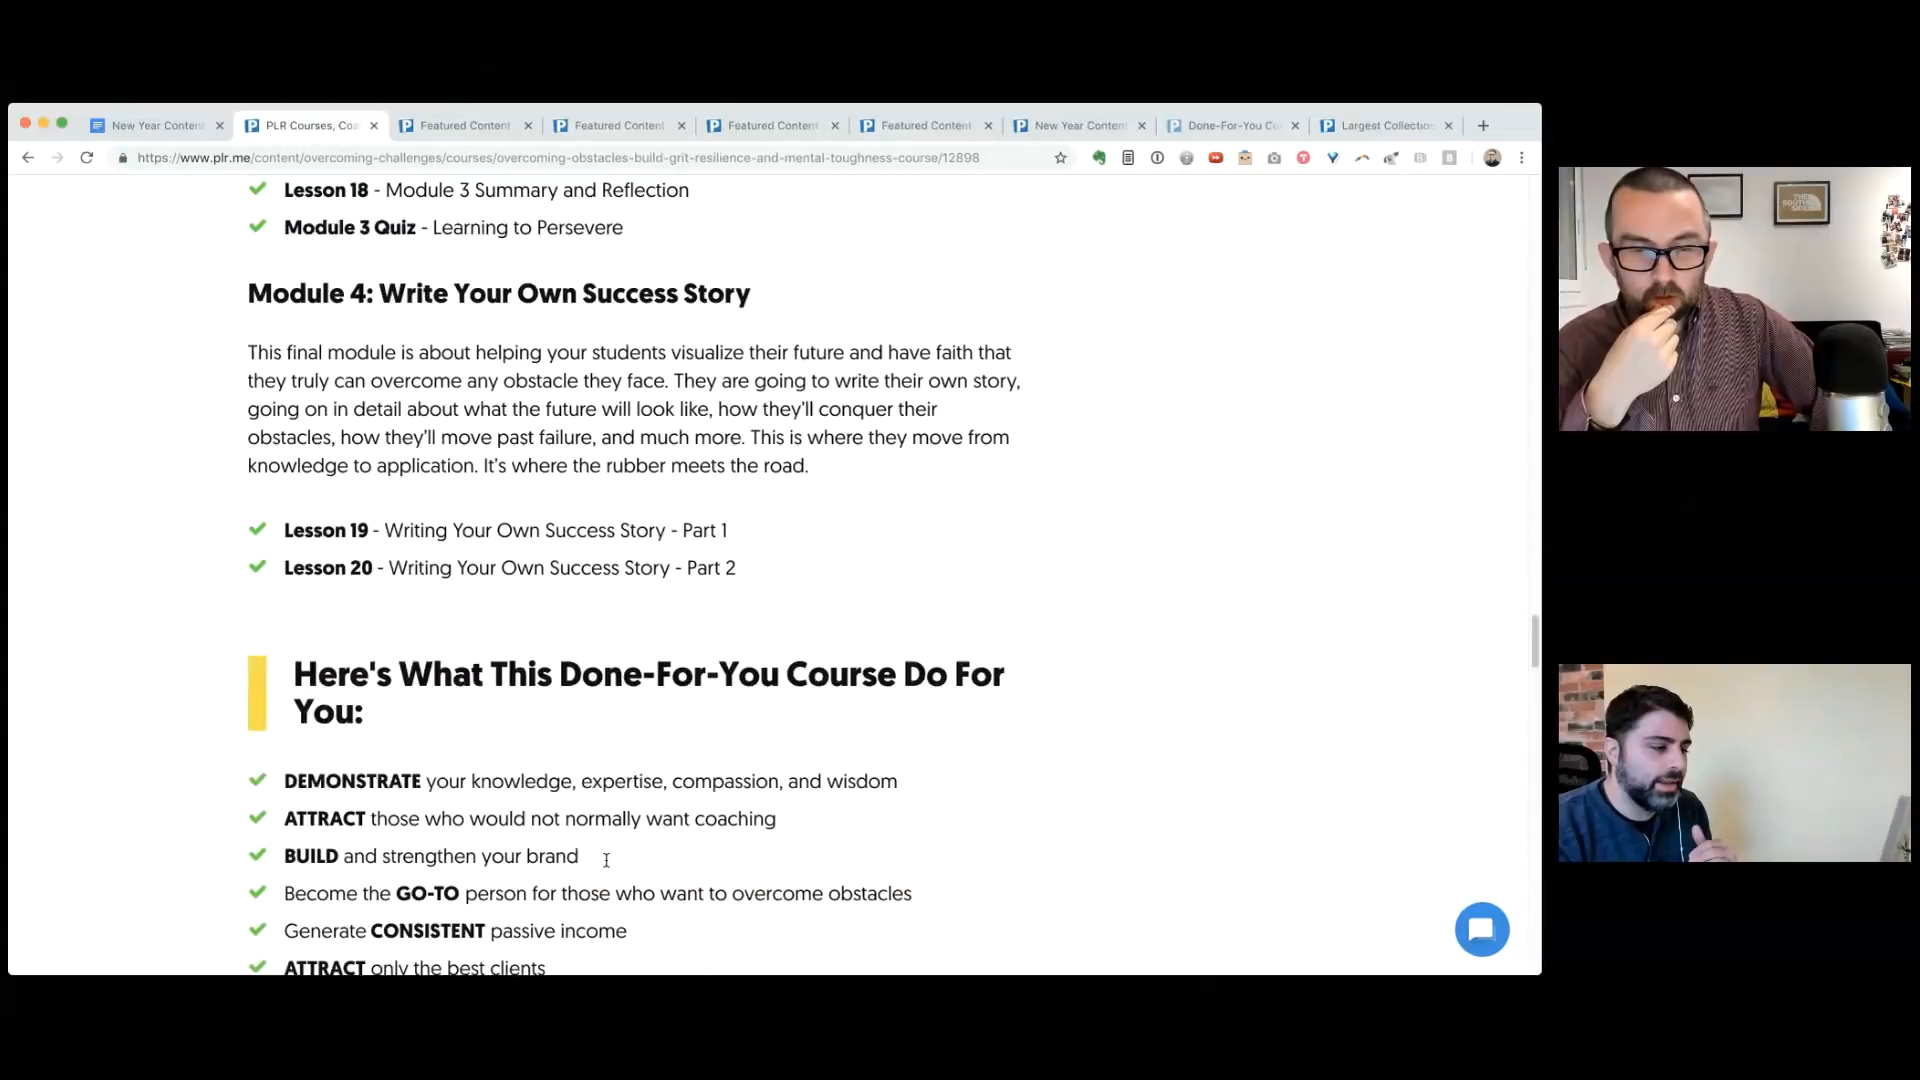 New Year Content
PLR Courses, Coa
Featured Content
Featured Content
Featured Content
Featured Content
New Year Content
Done-For-You Co
Largest Collection
https://www.plr.me/content/overcoming-challenges/courses/overcoming-obstacles-build-grit-resilience-and-mental-toughness-course/12898
Lesson 18 - Module 3 Summary and Reflection
Module 3 Quiz - Learning to Persevere
Module 4: Write Your Own Success Story
This final module is about helping your students visualize their future and have faith that
they truly can overcome any obstacle they face. They are going to write their own story,
going on in detail about what the future will look like, how they’ll conquer their
obstacles, how they’ll move past failure, and much more. This is where they move from
knowledge to application. It’s where the rubber meets the road.
Lesson 19 - Writing Your Own Success Story - Part 1
Lesson 20 - Writing Your Own Success Story - Part 2
Here's What This Done-For-You Course Do For
You:
DEMONSTRATE your knowledge, expertise, compassion, and wisdom
ATTRACT those who would not normally want coaching
BUILD and strengthen your brand
Become the GO-TO person for those who want to overcome obstacles
Generate CONSISTENT passive income
ATTRACT only the best clients
THE